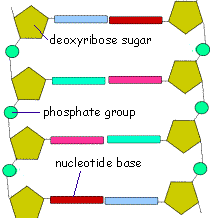 deoxyribose sugar
phosphate group
nucleotide base